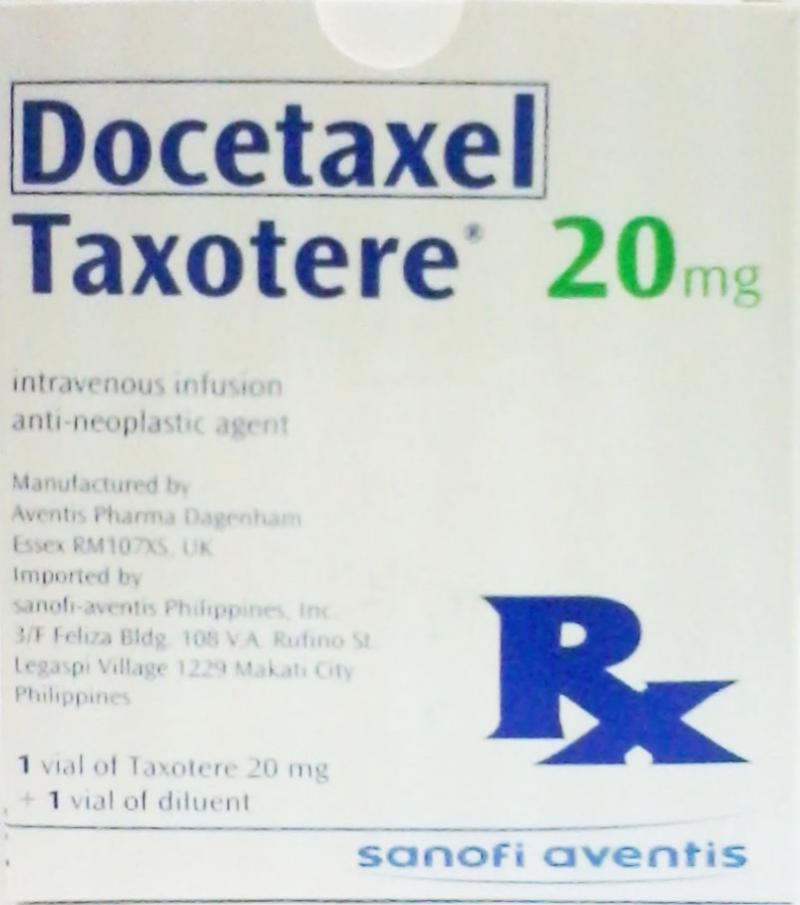 Docetaxel
Taxotere® 20mg
intravenous infusion
anti-neoplastic agent
Manufactured by
Aventis Pharma Dagenham
Essex RM107XS, UK
Imported by
sanofi-aventis Philippines, Inc.
3/F Feliza Bldg. 108 V.A. Rufino St.
Legaspi Village 1229 Makati City
Philippines
Rx
1 vial of Taxotere 20 mg
+ 1 vial of diluent
sanofi aventis